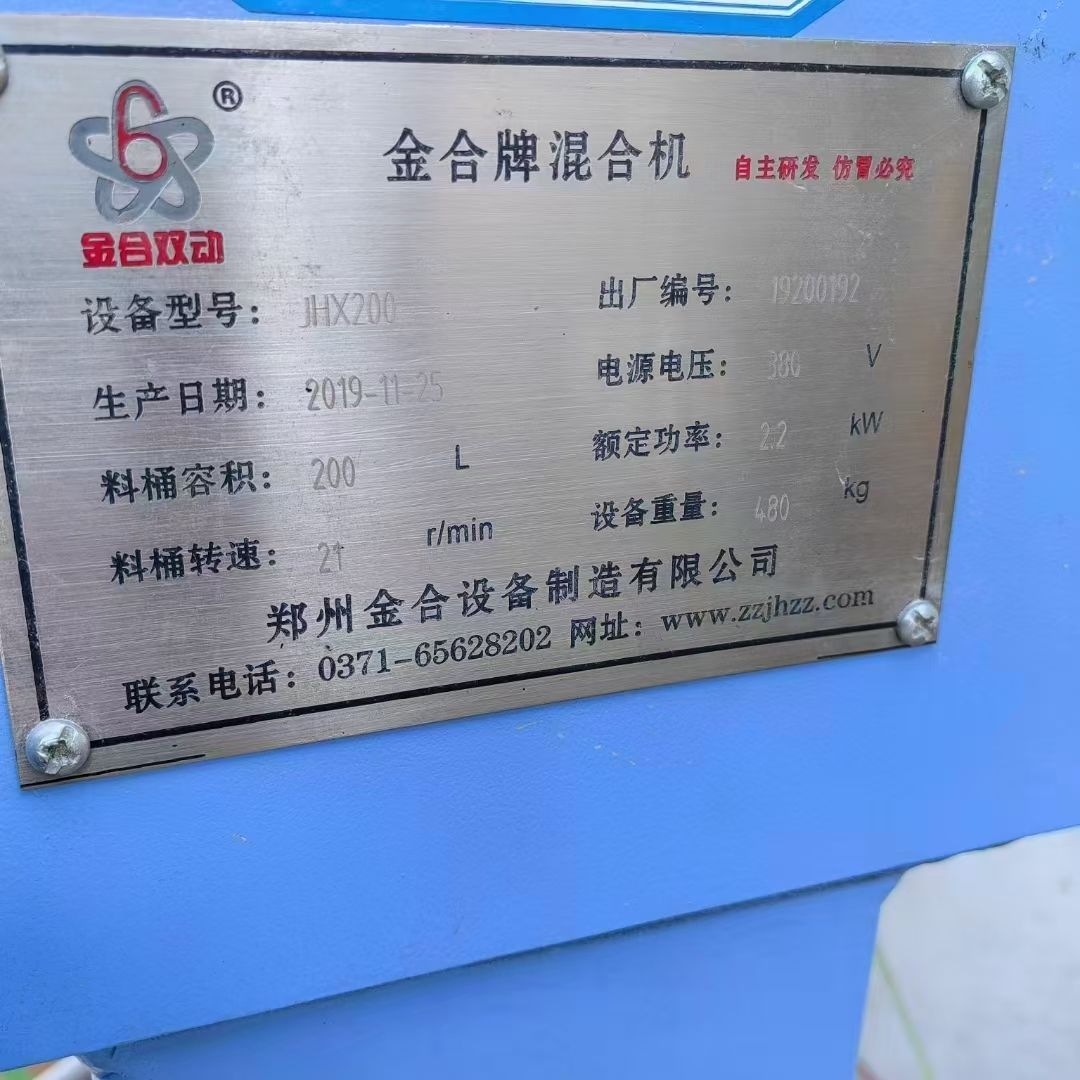 6 ®
金合双动
金合牌混合机 自主研发 仿冒必究
设备型号： JHX200 出厂编号： 19200192
生产日期： 2019-11-25 电源电压： 380 V
料桶容积： 200 L 额定功率： 2.2 kW
料桶转速： 21 r/min 设备重量： 480 kg
郑州金合设备制造有限公司
联系电话：0371-65628202 网址：www.zzjhzz.com